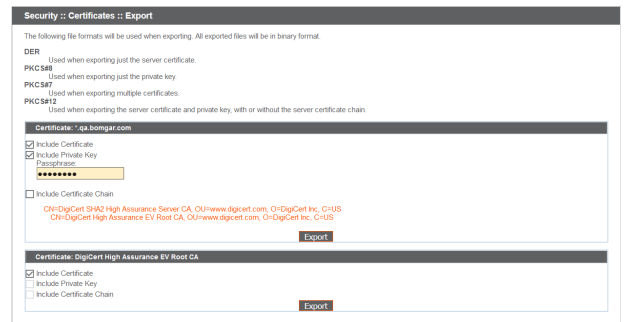 Security :: Certificates :: Export
The following file formats will be used when exporting. All exported files will be in binary format.
DER
Used when exporting just the server certificate.
PKCS#8
Used when exporting just the private key.
PKCS#7
Used when exporting multiple certificates.
PKCS#12
Used when exporting the server certificate and private key, with or without the server certificate chain.
Certificate: *.qa.bomgar.com
Include Certificate
Include Private Key
Passphrase:
••••••••
Include Certificate Chain
CN=DigiCert SHA2 High Assurance Server CA, OU=www.digicert.com, O=DigiCert Inc, C=US
CN=DigiCert High Assurance EV Root CA, OU=www.digicert.com, O=DigiCert Inc, C=US
Export
Certificate: DigiCert High Assurance EV Root CA
Include Certificate
Include Private Key
Include Certificate Chain
Export